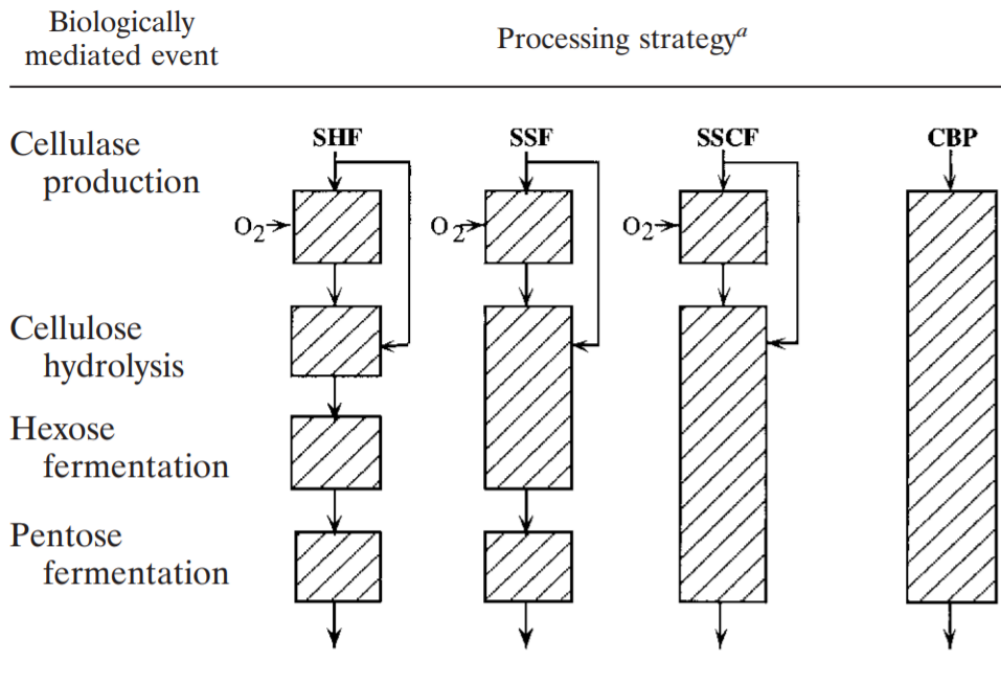 Biologically
mediated event
Processing strategyᵃ
Cellulase
production
SHF
SSF
SSCF
CBP
O₂
O₂
O₂
Cellulose
hydrolysis
Hexose
fermentation
Pentose
fermentation